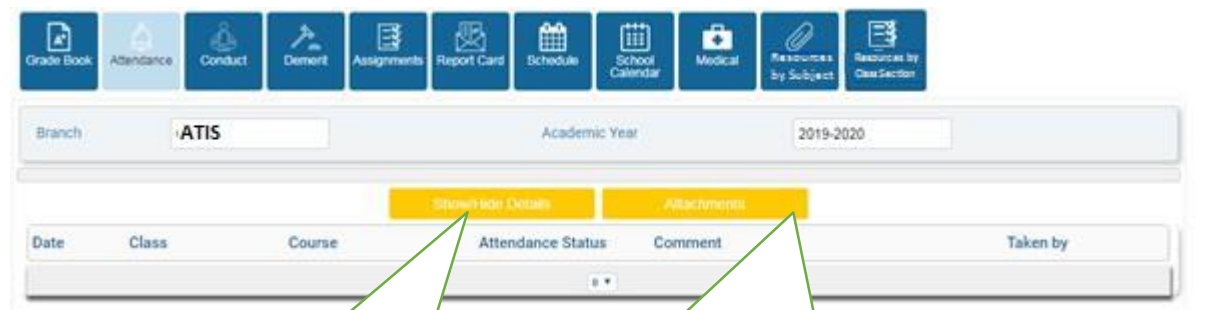 Grade Book
Attendance
Conduct
Dement
Assignments
Report Card
Schedule
School
Calendar
Medical
Resources
by Subject
Resources by
Class Section
Branch
ATIS
Academic Year
2019-2020
Show/Hide Details
Attachments
Date Class Course Attendance Status Comment Taken by